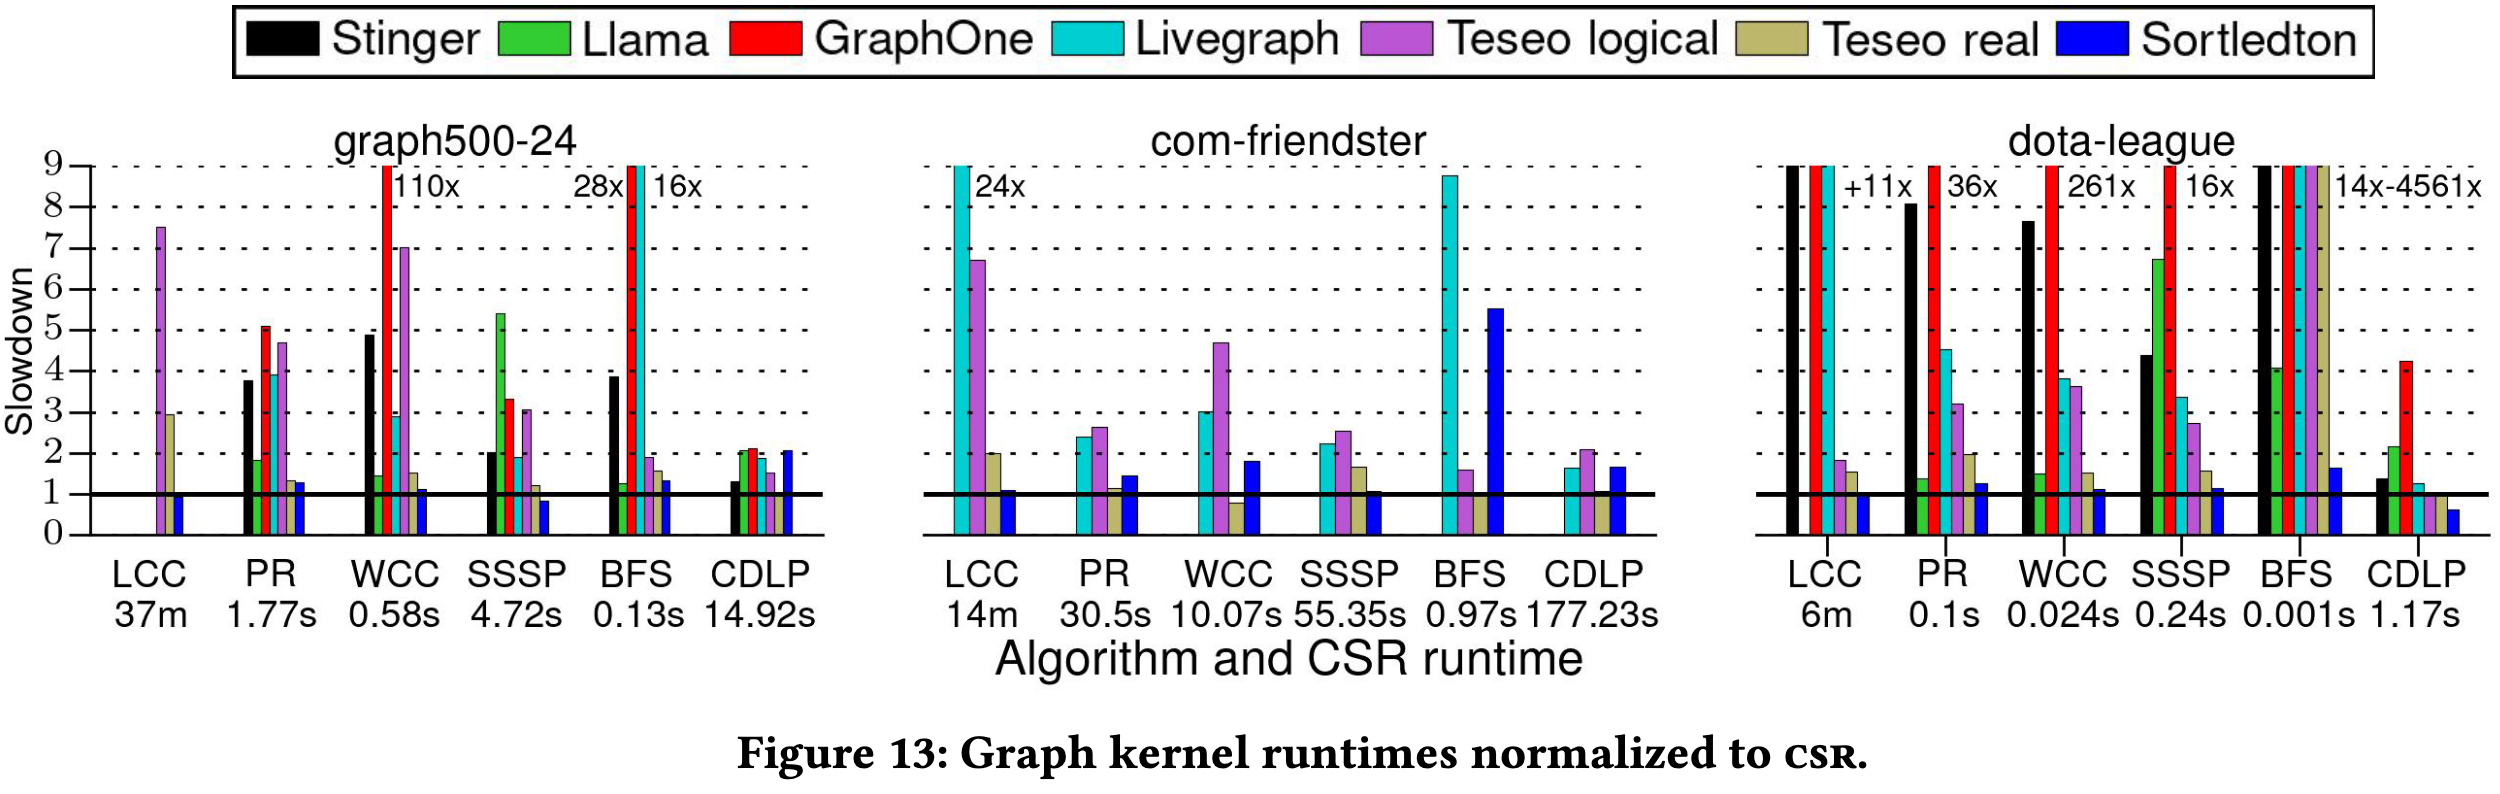 Stinger Llama GraphOne Livegraph Teseo logical Teseo real Sortledton
graph500-24 com-friendster dota-league
9
110x 28x 16x 24x +11x 36x 261x 16x 14x-4561x
8
7
6
5
4
3
2
1
0
Slowdown
LCC PR WCC SSSP BFS CDLP LCC PR WCC SSSP BFS CDLP LCC PR WCC SSSP BFS CDLP
37m 1.77s 0.58s 4.72s 0.13s 14.92s 14m 30.5s 10.07s 55.35s 0.97s 177.23s 6m 0.1s 0.024s 0.24s 0.001s 1.17s
Algorithm and CSR runtime
Figure 13: Graph kernel runtimes normalized to CSR.